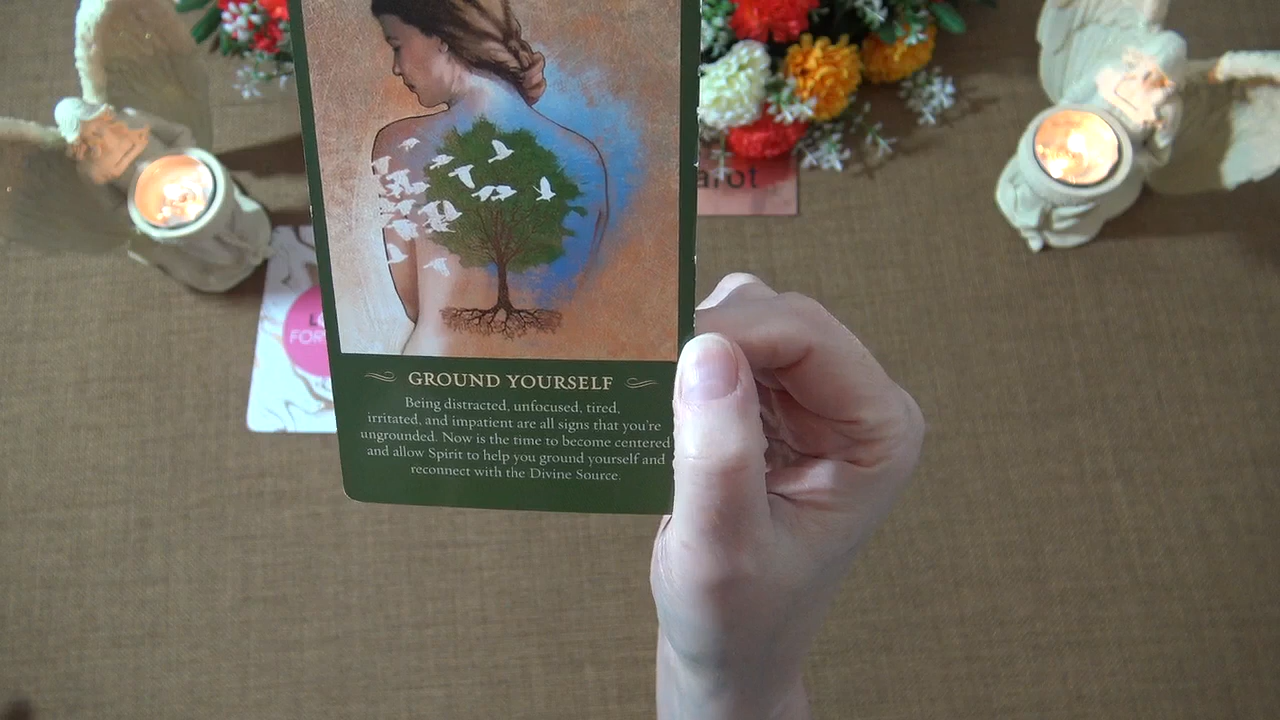 GROUND YOURSELF
Being distracted, unfocused, tired,
irritated, and impatient are all signs that you're
ungrounded. Now is the time to become centered
and allow Spirit to help you ground yourself and
reconnect with the Divine Source.